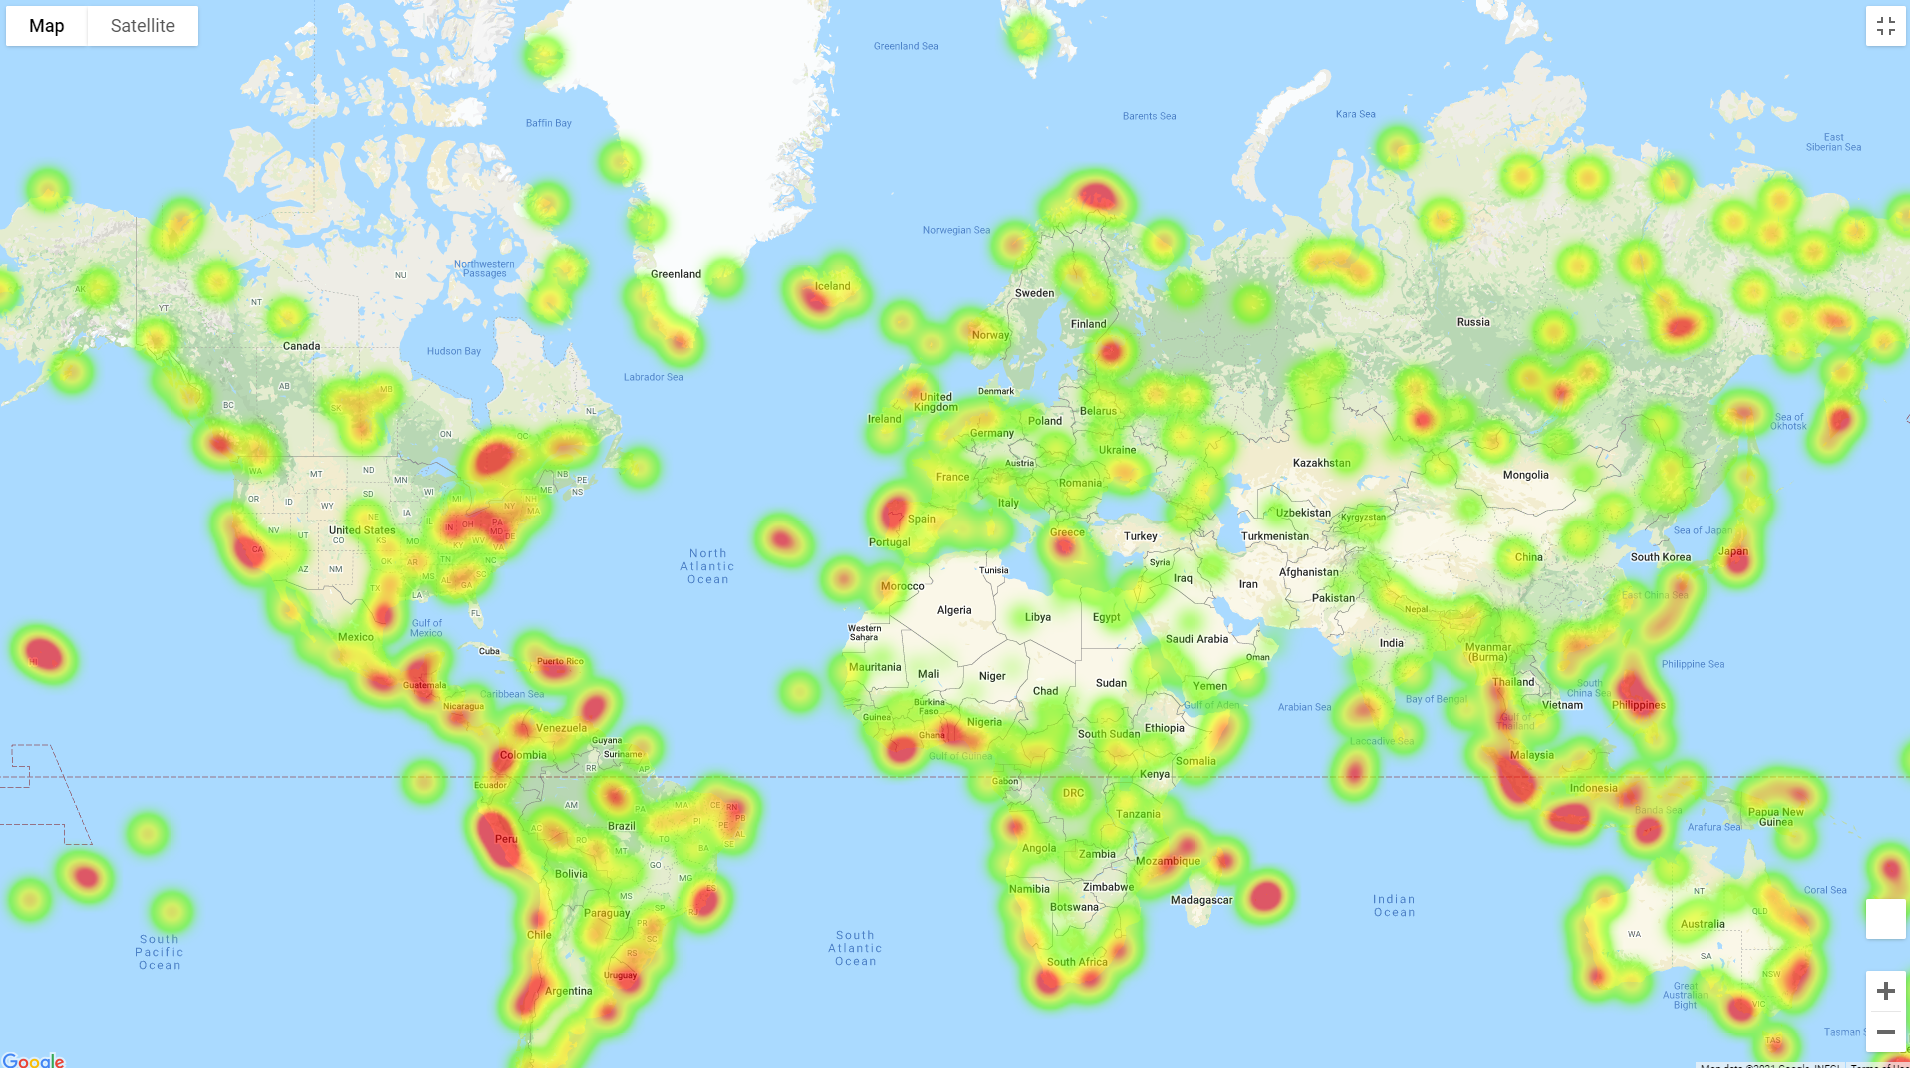 Map
Satellite
Greenland Sea
Baffin Bay
Barents Sea
Kara Sea
East
Siberian Sea
Norwegian Sea
Northwestern
Passages
NU
Greenland
Iceland
AK
YT
NT
Sweden
Finland
Norway
Russia
Canada
Hudson Bay
Labrador Sea
AB
MB
SK
BC
ON
QC
NL
NB
PE
NS
Denmark
United
Kingdom
Ireland
Belarus
Poland
Germany
Ukraine
Austria
France
Romania
Italy
Spain
Portugal
Greece
Turkey
Kazakhstan
Mongolia
Sea of
Okhotsk
WA
MT
ND
OR
ID
SD
MN
WI
MI
NH
MA
NY
WY
IA
NE
NV
UT
CO
United States
IN
OH
PA
MD
DE
CA
KS
MO
KY
WV
VA
AZ
NM
OK
AR
MS
AL
GA
SC
NC
TX
LA
FL
Uzbekistan
Kyrgyzstan
Turkmenistan
Afghanistan
Pakistan
China
South Korea
Japan
Sea of Japan
East China Sea
North
Atlantic
Ocean
Tunisia
Morocco
Algeria
Libya
Egypt
Syria
Iraq
Iran
Nepal
India
Myanmar
(Burma)
Thailand
Vietnam
Philippines
Philippine Sea
South
China Sea
Western
Sahara
Gulf of
Mexico
Mexico
Cuba
Puerto Rico
HI
Guatemala
Caribbean Sea
Nicaragua
Mauritania
Mali
Niger
Chad
Sudan
Saudi Arabia
Oman
Yemen
Gulf of Aden
Arabian Sea
Bay of Bengal
Gulf of
Thailand
Laccadive Sea
Burkina
Faso
Guinea
Ghana
Nigeria
Gulf of Guinea
South Sudan
Ethiopia
Somalia
Kenya
Malaysia
Venezuela
Guyana
Suriname
Colombia
RR
AP
Ecuador
Gabon
DRC
Tanzania
Indonesia
Banda Sea
Papua New
Guinea
Arafura Sea
AM
PA
MA
CE
RN
PB
PE
AL
SE
PI
TO
AC
RO
Brazil
BA
MT
GO
Peru
Bolivia
MG
ES
MS
SP
RJ
Paraguay
PR
SC
RS
Chile
Uruguay
Argentina
Angola
Zambia
Mozambique
Namibia
Zimbabwe
Botswana
Madagascar
South Africa
Indian
Ocean
South
Atlantic
Ocean
South
Pacific
Ocean
NT
Coral Sea
QLD
Australia
WA
SA
NSW
Great
Australian
Bight
VIC
TAS
Tasman Sea
Google